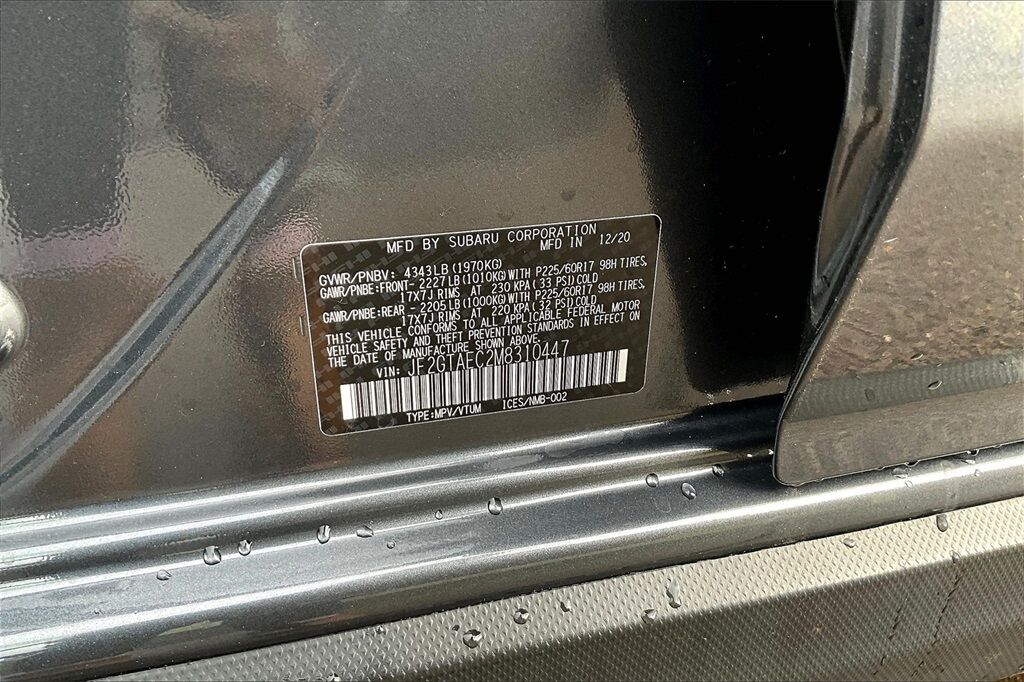 MFD BY SUBARU CORPORATION
MFD IN 12/20
GVWR/PNBV: 4343LB (1970KG)
GAWR/PNBE:FRONT- 2227LB (1010KG) WITH P225/60R17 98H TIRES,
17X7J RIMS AT 230 KPA (33 PSI) COLD
GAWR/PNBE:REAR - 2205LB (1000KG) WITH P225/60R17 98H TIRES,
17X7J RIMS AT 220 KPA (32 PSI) COLD
THIS VEHICLE CONFORMS TO ALL APPLICABLE FEDERAL MOTOR
VEHICLE SAFETY AND THEFT PREVENTION STANDARDS IN EFFECT ON
THE DATE OF MANUFACTURE SHOWN ABOVE.
VIN: JF2GTAEC2M8310447
TYPE:MPV/VTUM ICES/NMB-002